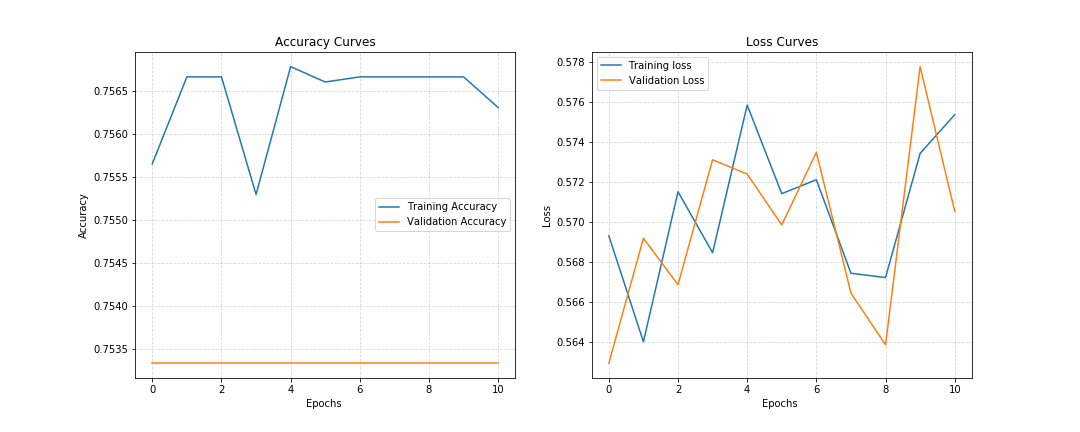 Accuracy Curves
0.7565
0.7560
0.7555
0.7550
0.7545
0.7540
0.7535
Accuracy
Training Accuracy
Validation Accuracy
0 2 4 6 8 10
Epochs
Loss Curves
Training loss
Validation Loss
0.578
0.576
0.574
0.572
0.570
0.568
0.566
0.564
Loss
0 2 4 6 8 10
Epochs